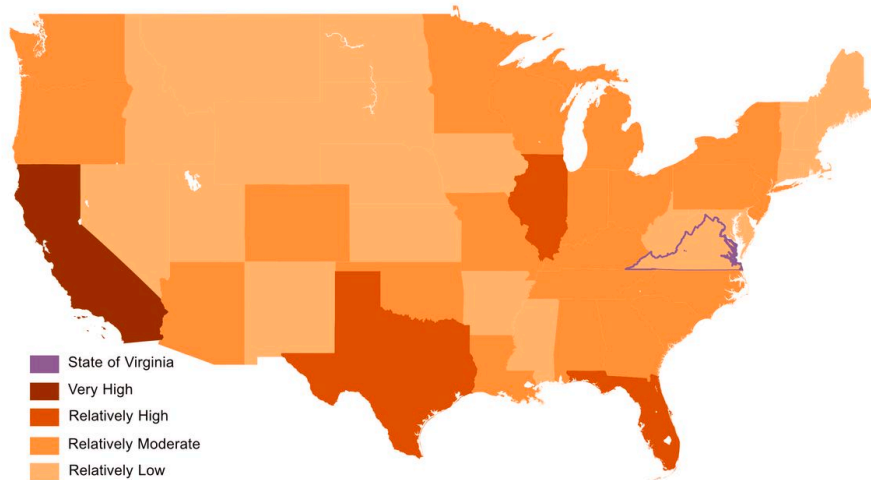 State of Virginia
Very High
Relatively High
Relatively Moderate
Relatively Low